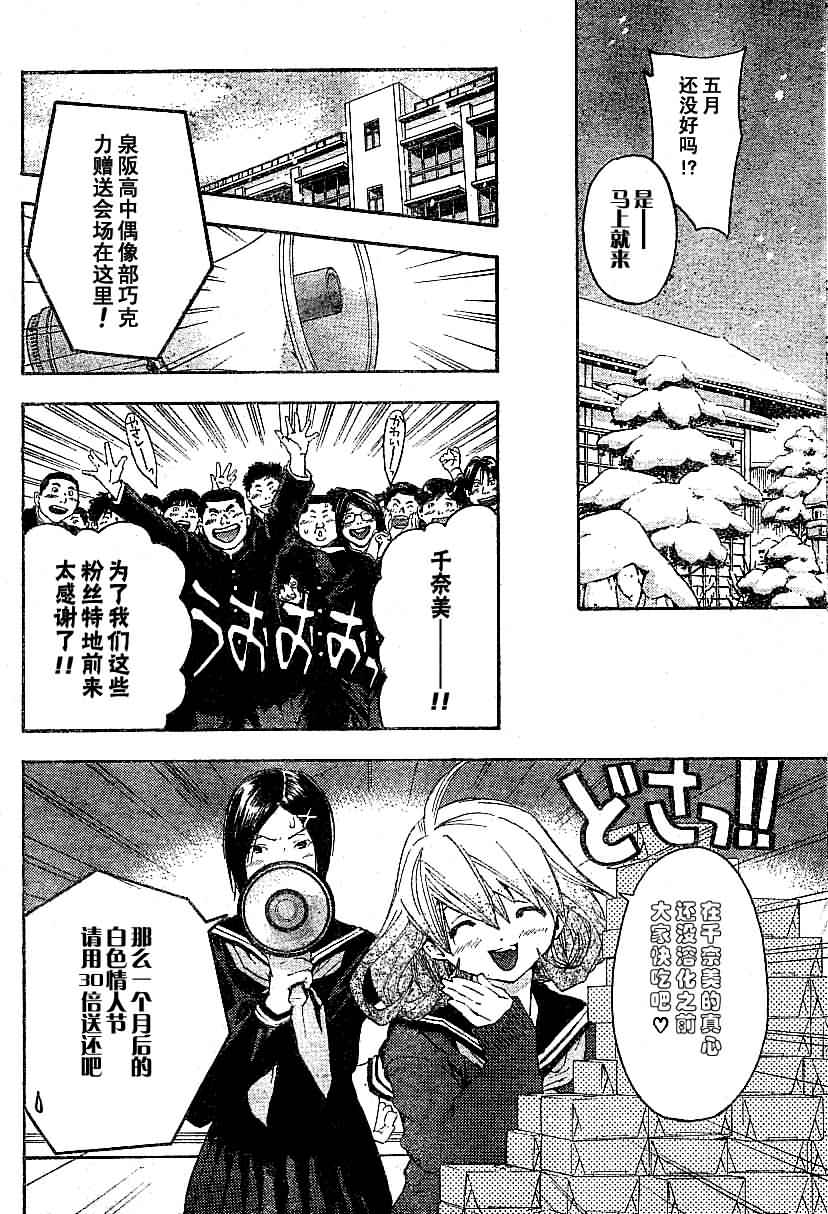 五月
还没好吗!?
是——
马上就来
泉阪高中偶像部巧克
力赠送会场在这里!
かわいー
うおおおっ
千奈美——!!
为了我们这些
粉丝特地前来
太感谢了!!
どさっ!!
在千奈美的真心
还没溶化之前
大家快吃吧♡
那么一个月后的
白色情人节
请用30倍送还吧